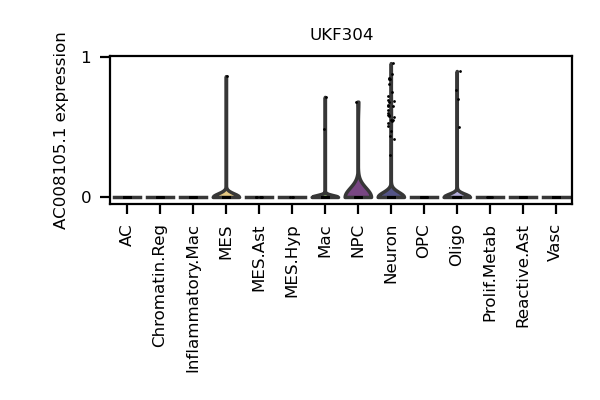 UKF304
AC008105.1 expression
1
0
AC
Chromatin.Reg
Inflammatory.Mac
MES
MES.Ast
MES.Hyp
Mac
NPC
Neuron
OPC
Oligo
Prolif.Metab
Reactive.Ast
Vasc